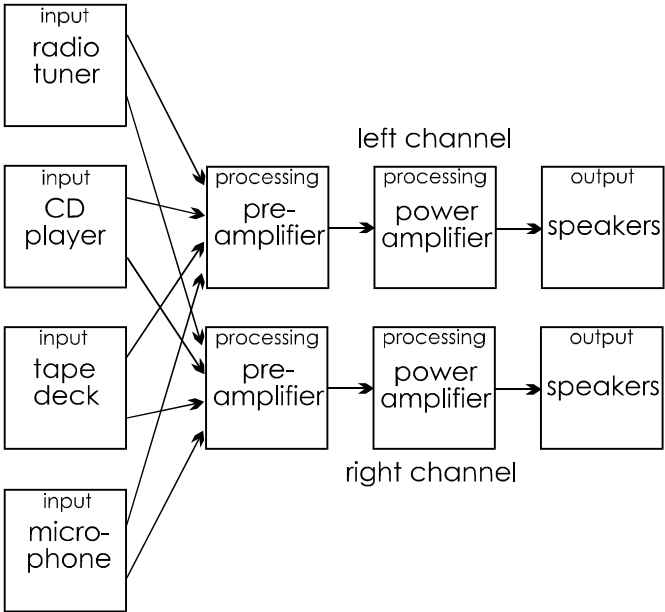 input
radio
tuner
input
CD
player
input
tape
deck
input
micro-
phone
left channel
processing
pre-
amplifier
processing
power
amplifier
output
speakers
processing
pre-
amplifier
processing
power
amplifier
output
speakers
right channel